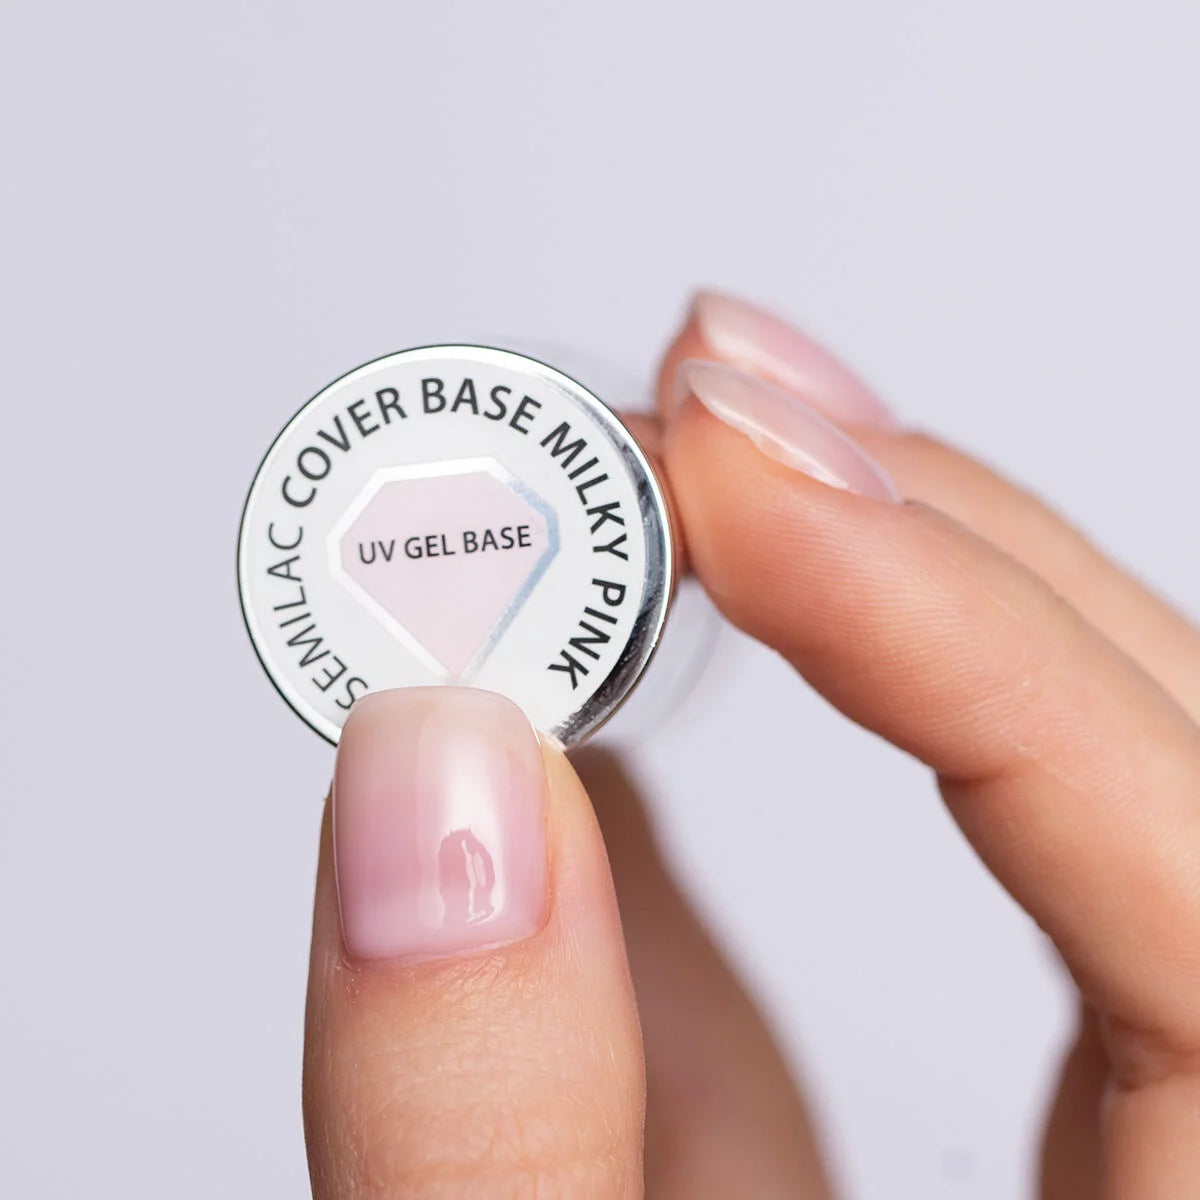 SEMILAC COVER BASE MILKY PINK
UV GEL BASE